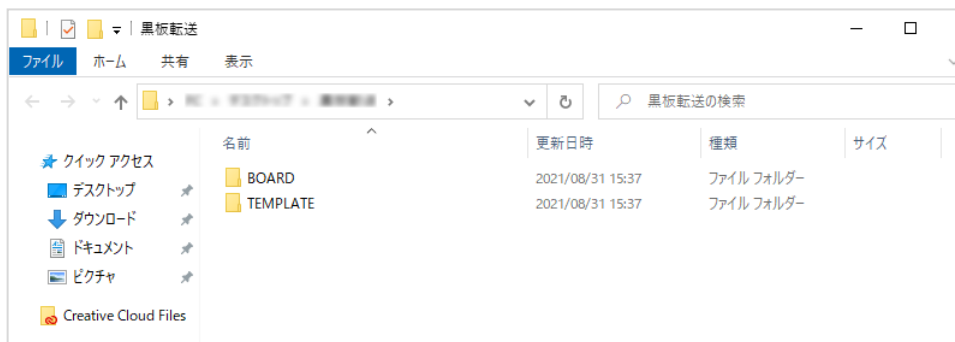 黒板転送
ファイル ホーム 共有 表示
黒板転送の検索
名前 更新日時 種類 サイズ
クイック アクセス
デスクトップ
ダウンロード
ドキュメント
ピクチャ
Creative Cloud Files
BOARD 2021/08/31 15:37 ファイル フォルダー
TEMPLATE 2021/08/31 15:37 ファイル フォルダー